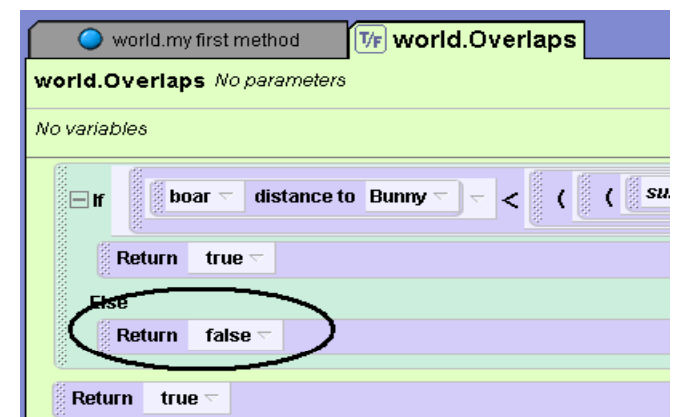 world.my first method T/F world.Overlaps
world.Overlaps No parameters
No variables
If boar distance to Bunny < ( (
Return true
Else
Return false
Return true